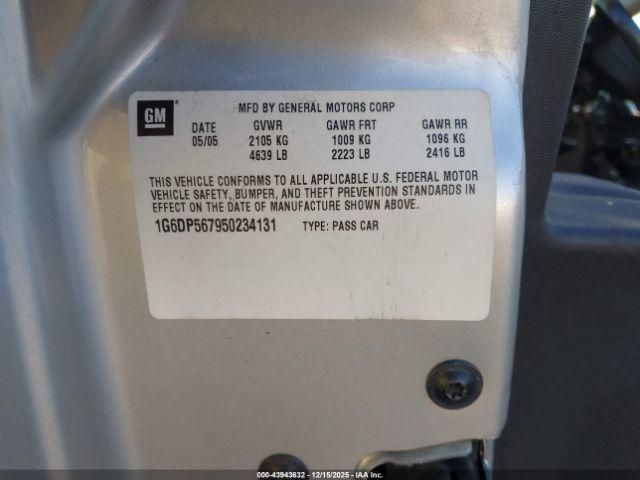 GM
MFD BY GENERAL MOTORS CORP
DATE GVWR GAWR FRT GAWR RR
05/05 2105 KG 1009 KG 1096 KG
4639 LB 2223 LB 2416 LB
THIS VEHICLE CONFORMS TO ALL APPLICABLE U.S. FEDERAL MOTOR
VEHICLE SAFETY, BUMPER, AND THEFT PREVENTION STANDARDS IN
EFFECT ON THE DATE OF MANUFACTURE SHOWN ABOVE.
1G6DP567950234131 TYPE: PASS CAR
000-43943632 - 12/15/2025 - IAA Inc.